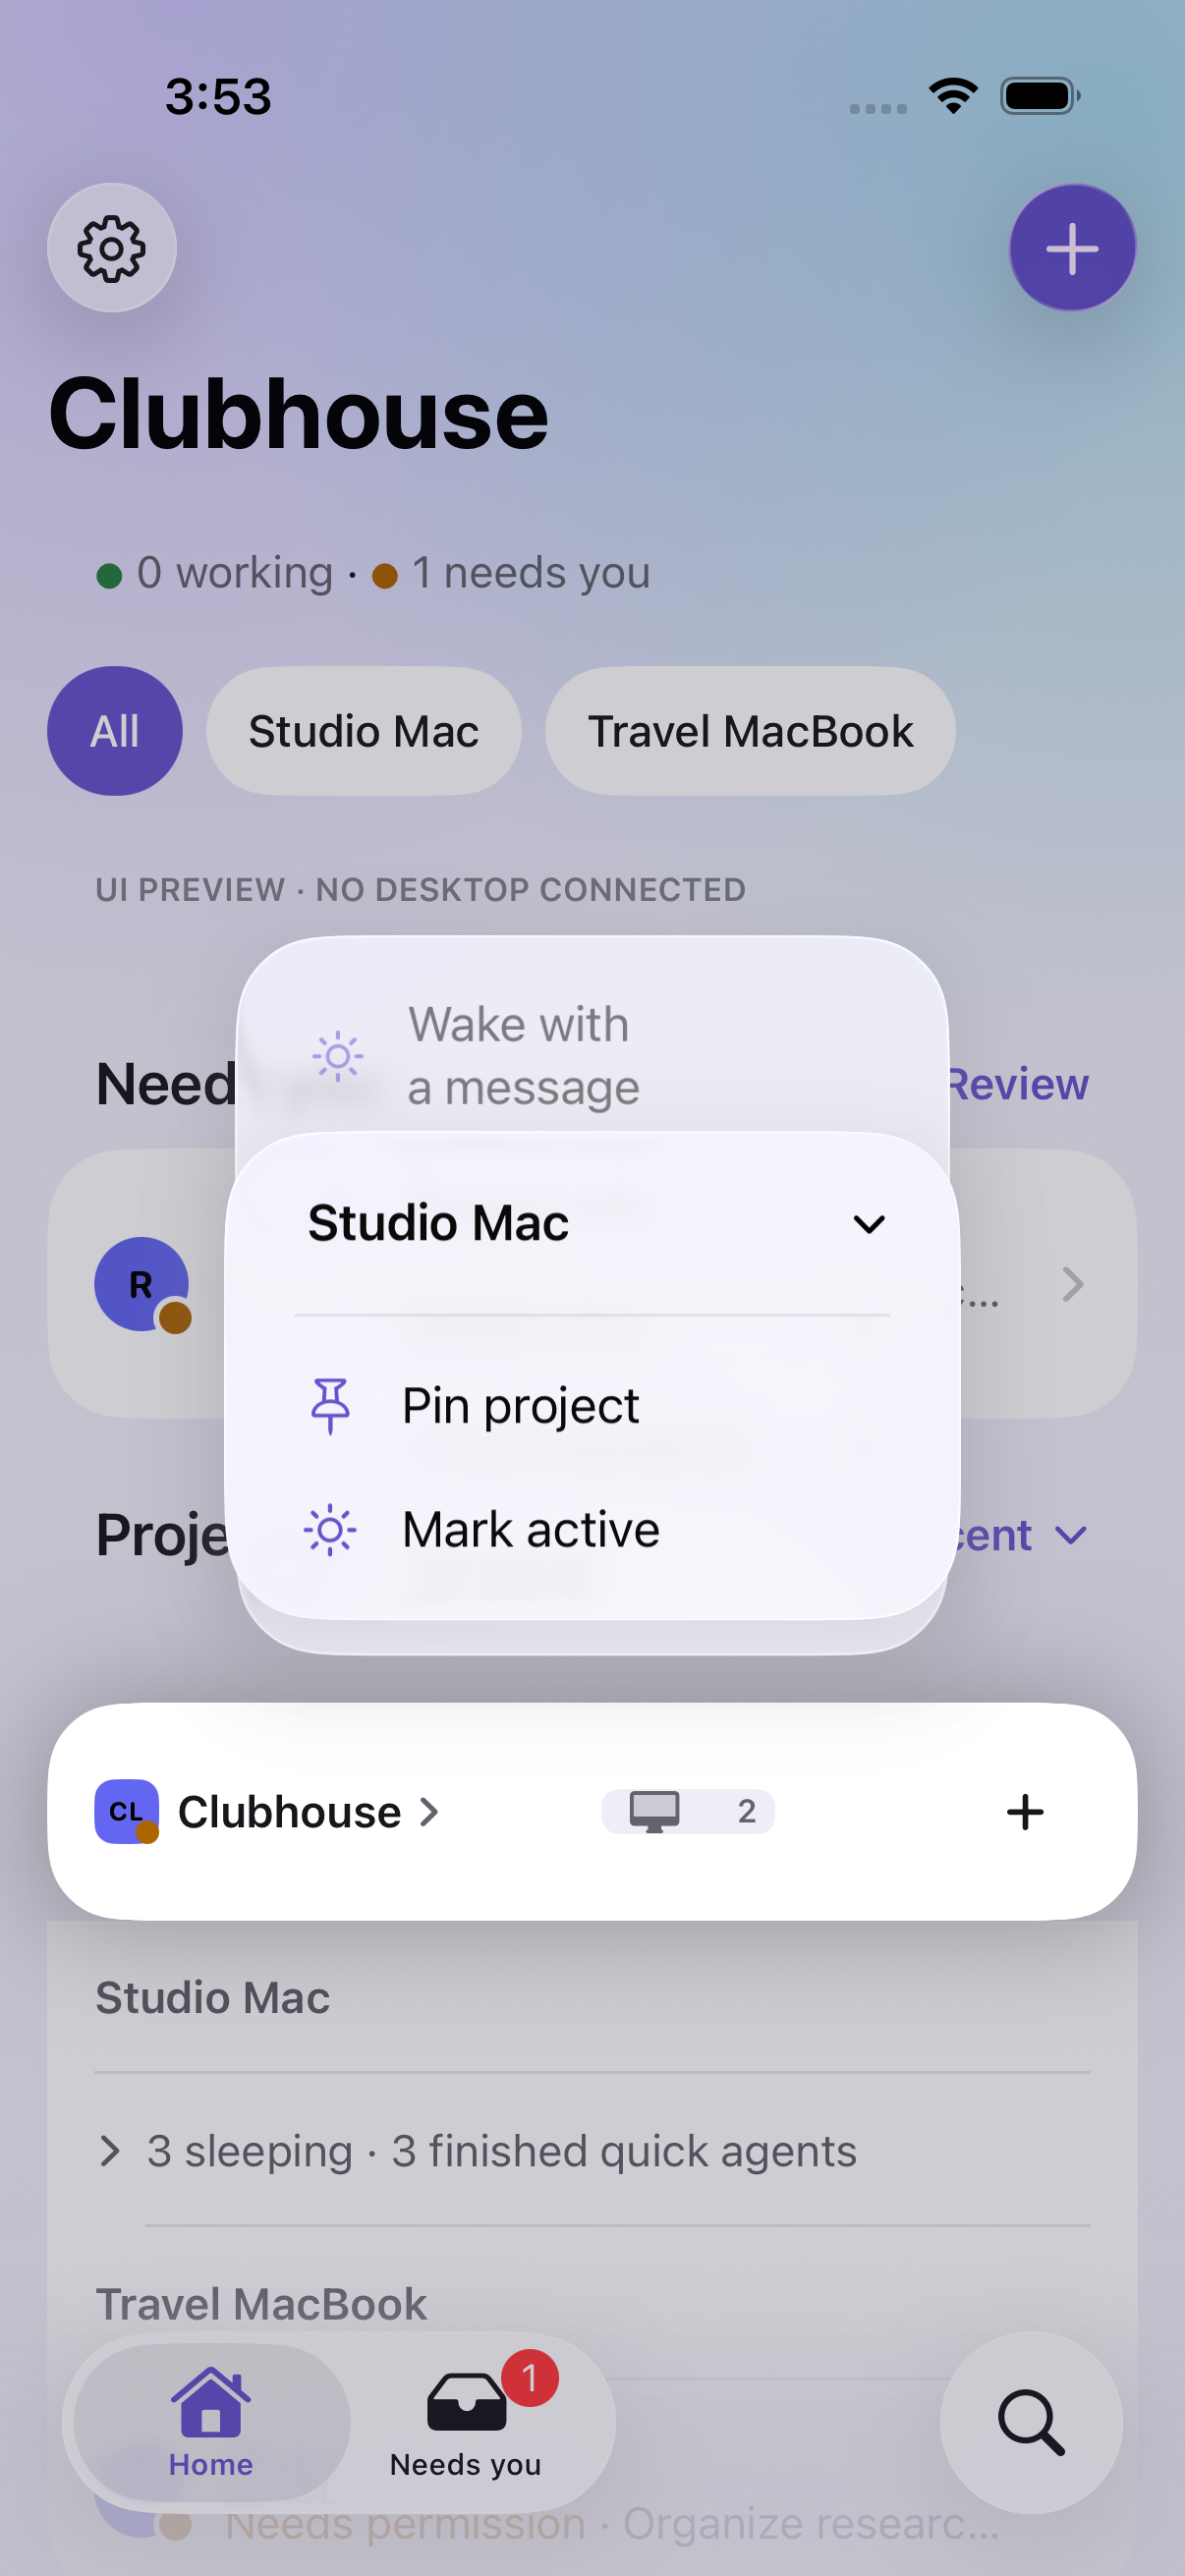 3:53
Clubhouse
0 working · 1 needs you
All
Studio Mac
Travel MacBook
UI PREVIEW · NO DESKTOP CONNECTED
Wake with
a message
Need
Review
Studio Mac
R
...
Pin project
Mark active
Proje
cent
CL
Clubhouse
2
Studio Mac
3 sleeping · 3 finished quick agents
Travel MacBook
1
Home
Needs you
Needs permission · Organize researc...